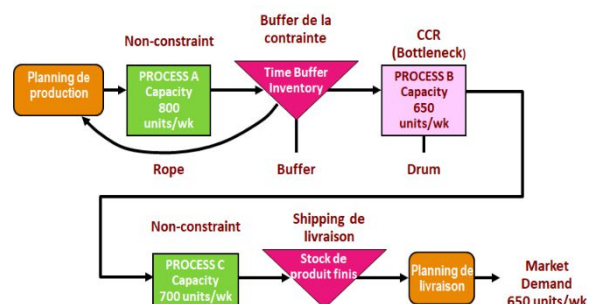 Buffer de la
contrainte
CCR
(Bottleneck)
Non-constraint
Planning de
production
PROCESS A
Capacity
800
units/wk
Time Buffer
Inventory
PROCESS B
Capacity
650
units/wk
Rope
Buffer
Drum
Non-constraint
Shipping de
livraison
PROCESS C
Capacity
700 units/wk
Stock de
produit finis
Planning de
livraison
Market
Demand
650 units/wk